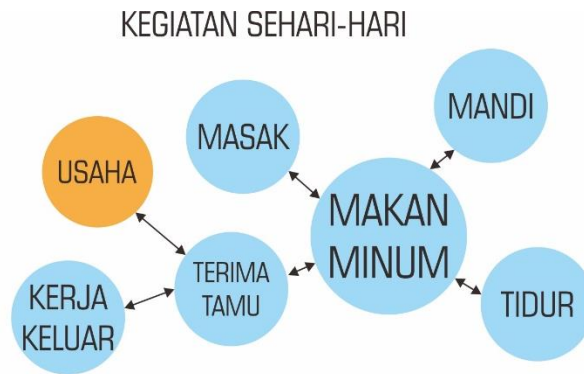 KEGIATAN SEHARI-HARI
MANDI
MASAK
USAHA
MAKAN
MINUM
TERIMA
TAMU
KERJA
KELUAR
TIDUR